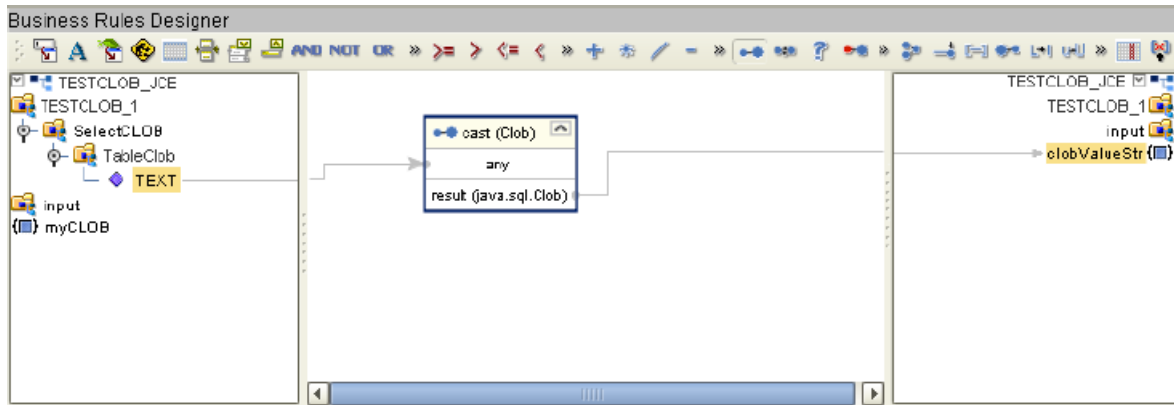 Business Rules Designer
A AND NOT OR » >= > <= < » + * / - » ? » »
TESTCLOB_JCE
TESTCLOB_1
SelectCLOB
TableClob
TEXT
input
myCLOB
cast (Clob)
any
result (java.sql.Clob)
TESTCLOB_JCE
TESTCLOB_1
input
clobValueStr